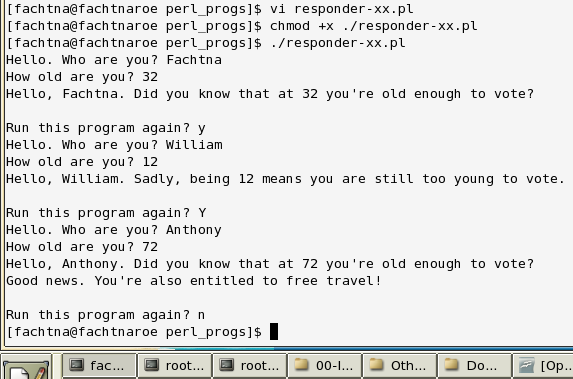 [fachtna@fachtnaroe perl_progs]$ vi responder-xx.pl
[fachtna@fachtnaroe perl_progs]$ chmod +x ./responder-xx.pl
[fachtna@fachtnaroe perl_progs]$ ./responder-xx.pl
Hello. Who are you? Fachtna
How old are you? 32
Hello, Fachtna. Did you know that at 32 you're old enough to vote?
Run this program again? y
Hello. Who are you? William
How old are you? 12
Hello, William. Sadly, being 12 means you are still too young to vote.
Run this program again? Y
Hello. Who are you? Anthony
How old are you? 72
Hello, Anthony. Did you know that at 72 you're old enough to vote?
Good news. You're also entitled to free travel!
Run this program again? n
[fachtna@fachtnaroe perl_progs]$
fac... root... root... 00-I... Oth... Do... [Op...